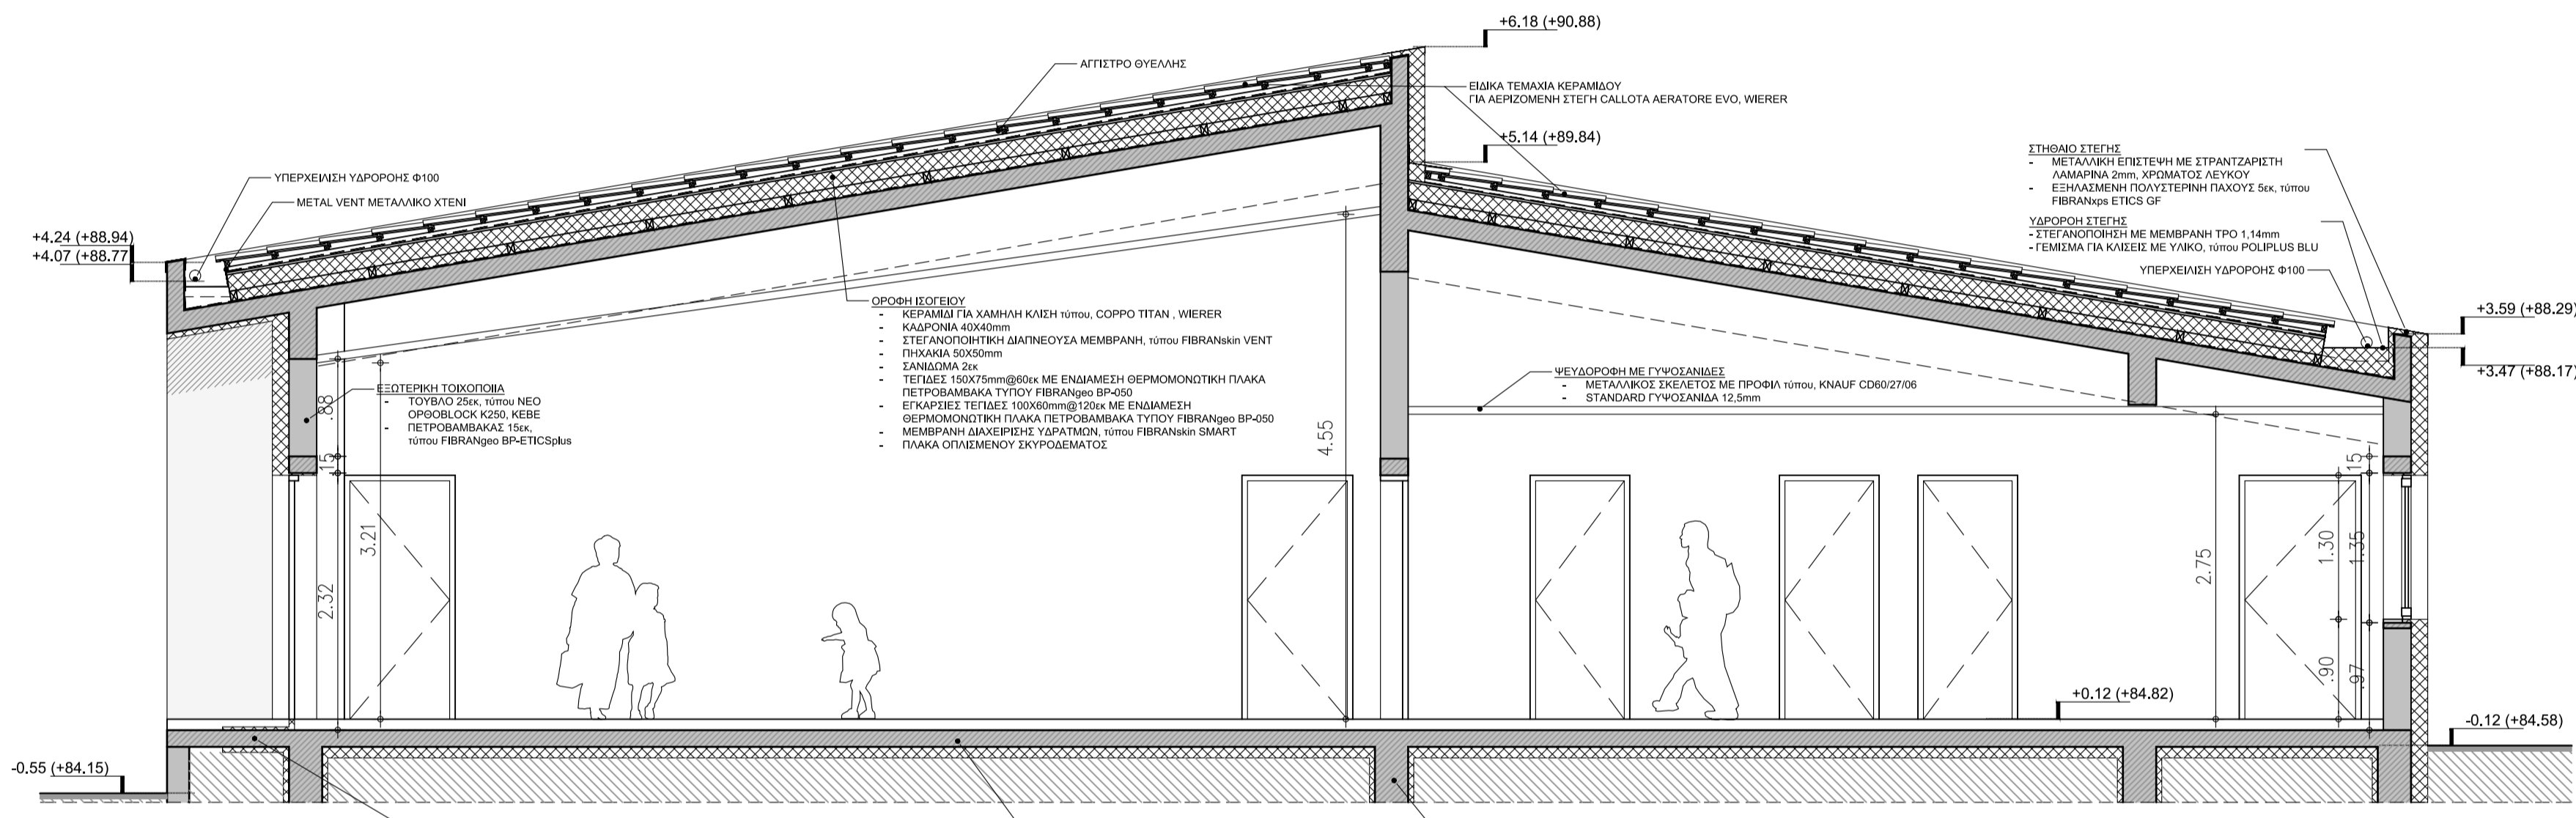 +6.18 (+90.88)
ΑΓΓΙΣΤΡΟ ΘΥΕΛΛΗΣ
ΕΙΔΙΚΑ ΤΕΜΑΧΙΑ ΚΕΡΑΜΙΔΟΥ
ΓΙΑ ΑΕΡΙΖΟΜΕΝΗ ΣΤΕΓΗ CALLOTA AERATORE EVO, WIERER
+5.14 (+89.84)
ΣΤΗΘΑΙΟ ΣΤΕΓΗΣ
- ΜΕΤΑΛΛΙΚΗ ΕΠΙΣΤΕΨΗ ΜΕ ΣΤΡΑΝΤΖΑΡΙΣΤΗ
ΛΑΜΑΡΙΝΑ 2mm, ΧΡΩΜΑΤΟΣ ΛΕΥΚΟΥ
- ΕΞΗΛΑΣΜΕΝΗ ΠΟΛΥΣΤΕΡΙΝΗ ΠΑΧΟΥΣ 5εκ, τύπου
FIBRANxps ETICS GF
ΥΔΡΟΡΟΗ ΣΤΕΓΗΣ
- ΣΤΕΓΑΝΟΠΟΙΗΣΗ ΜΕ ΜΕΜΒΡΑΝΗ TPO 1,14mm
- ΓΕΜΙΣΜΑ ΓΙΑ ΚΛΙΣΕΙΣ ΜΕ ΥΛΙΚΟ, τύπου POLIPLUS BLU
ΥΠΕΡΧΕΙΛΙΣΗ ΥΔΡΟΡΟΗΣ Φ100
ΥΠΕΡΧΕΙΛΙΣΗ ΥΔΡΟΡΟΗΣ Φ100
METAL VENT ΜΕΤΑΛΛΙΚΟ ΧΤΕΝΙ
+4.24 (+88.94)
+4.07 (+88.77
+3.59 (+88.29)
+3.47 (+88.17)
ΟΡΟΦΗ ΙΣΟΓΕΙΟΥ
- ΚΕΡΑΜΙΔΙ ΓΙΑ ΧΑΜΗΛΗ ΚΛΙΣΗ τύπου, COPPO TITAN , WIERER
- ΚΑΔΡΟΝΙΑ 40X40mm
- ΣΤΕΓΑΝΟΠΟΙΗΤΙΚΗ ΔΙΑΠΝΕΟΥΣΑ ΜΕΜΒΡΑΝΗ, τύπου FIBRANskin VENT
- ΠΗΧΑΚΙΑ 50X50mm
- ΣΑΝΙΔΩΜΑ 2εκ
- ΤΕΓΙΔΕΣ 150X75mm@60εκ ΜΕ ΕΝΔΙΑΜΕΣΗ ΘΕΡΜΟΜΟΝΩΤΙΚΗ ΠΛΑΚΑ
ΠΕΤΡΟΒΑΜΒΑΚΑ ΤΥΠΟΥ FIBRANgeo BP-050
- ΕΓΚΑΡΣΙΕΣ ΤΕΓΙΔΕΣ 100X60mm@120εκ ΜΕ ΕΝΔΙΑΜΕΣΗ
ΘΕΡΜΟΜΟΝΩΤΙΚΗ ΠΛΑΚΑ ΠΕΤΡΟΒΑΜΒΑΚΑ ΤΥΠΟΥ FIBRANgeo BP-050
- ΜΕΜΒΡΑΝΗ ΔΙΑΧΕΙΡΙΣΗΣ ΥΔΡΑΤΜΩΝ, τύπου FIBRANskin SMART
- ΠΛΑΚΑ ΟΠΛΙΣΜΕΝΟΥ ΣΚΥΡΟΔΕΜΑΤΟΣ
ΕΞΩΤΕΡΙΚΗ ΤΟΙΧΟΠΟΙΙΑ
- ΤΟΥΒΛΟ 25εκ, τύπου ΝΕΟ
ΟΡΘΟBLOCK K250, KEBE
- ΠΕΤΡΟΒΑΜΒΑΚΑΣ 15εκ,
τύπου FIBRANgeo BP-ETICSplus
ΨΕΥΔΟΡΟΦΗ ΜΕ ΓΥΨΟΣΑΝΙΔΕΣ
- ΜΕΤΑΛΛΙΚΟΣ ΣΚΕΛΕΤΟΣ ΜΕ ΠΡΟΦΙΛ τύπου, KNAUF CD60/27/06
- STANDARD ΓΥΨΟΣΑΝΙΔΑ 12,5mm
.88
.15
3.21
2.32
4.55
2.75
.15
1.30
1.35
.90
.97
+0.12 (+84.82)
-0.12 (+84.58)
-0.55 (+84.15)